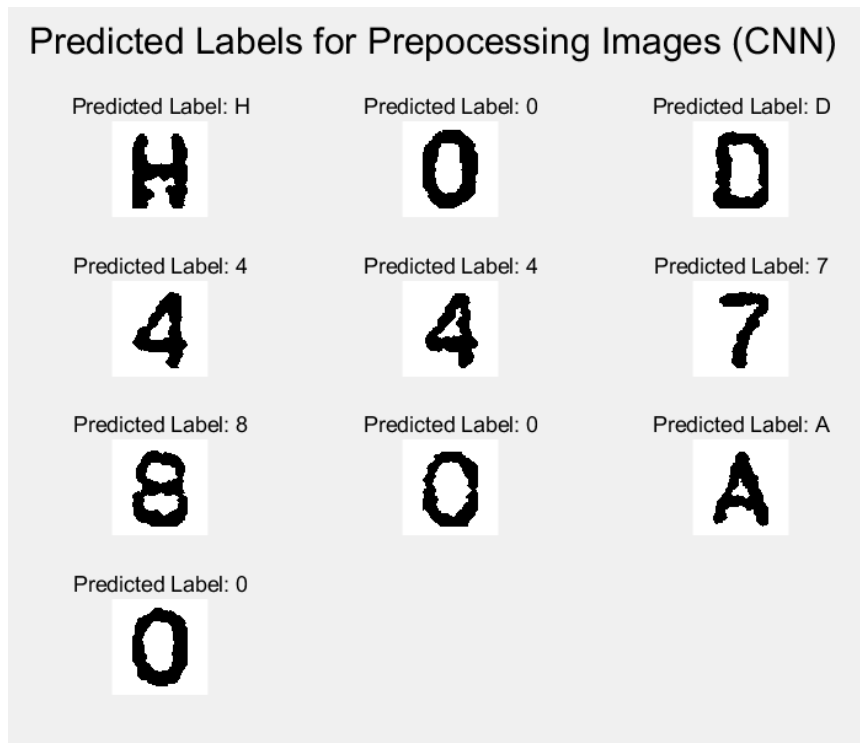 Predicted Labels for Prepocessing Images (CNN)
Predicted Label: H
Predicted Label: 0
Predicted Label: D
H
0
D
Predicted Label: 4
Predicted Label: 4
Predicted Label: 7
4
4
7
Predicted Label: 8
Predicted Label: 0
Predicted Label: A
8
0
A
Predicted Label: 0
0